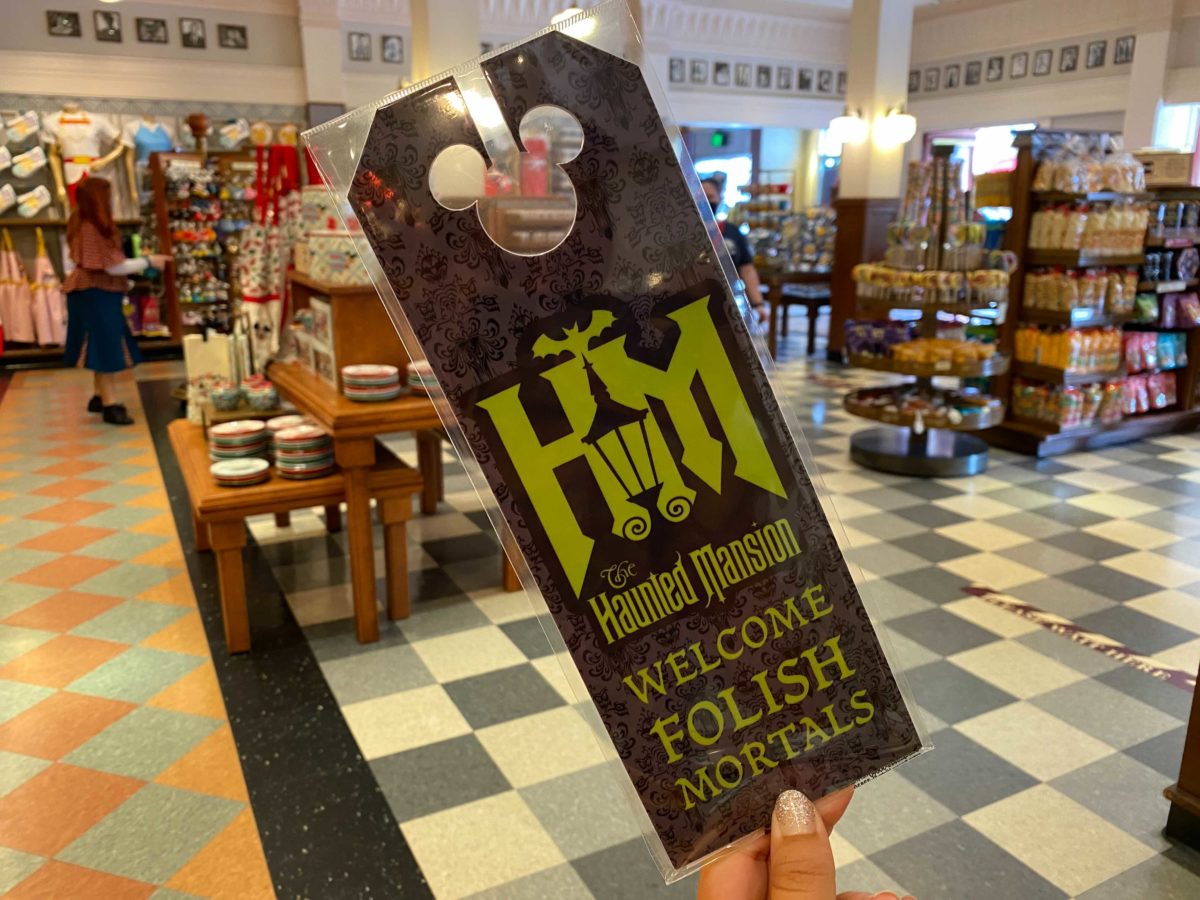 HM
The
Haunted Mansion
WELCOME
FOLISH
MORTALS